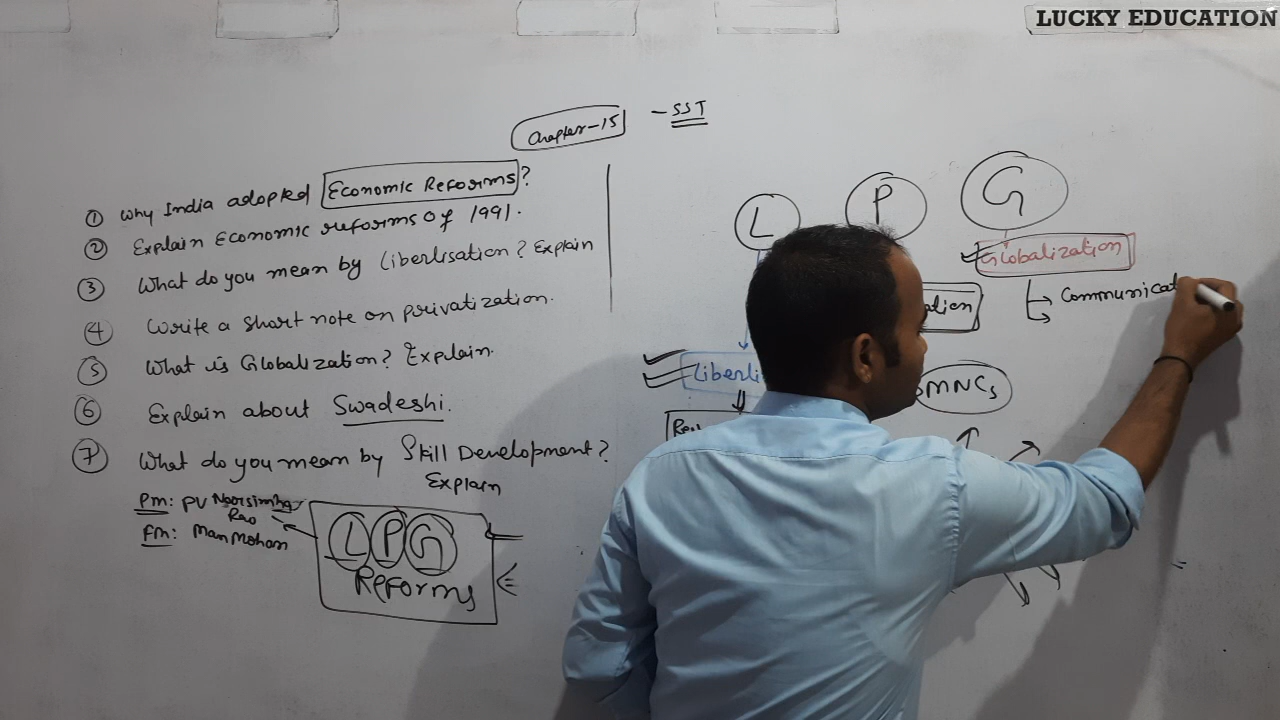 LUCKY EDUCATION
Chapter-15 - SST
① Why India adopted Economic Reforms?
② Explain Economic reforms of 1991.
③ What do you mean by Liberlisation? Explain
④ Write a short note on privatization.
⑤ What is Globalization? Explain.
⑥ Explain about Swadeshi.
⑦ What do you mean by Skill Development?
Explain
Pm: PV Narsimha
Rao
Fm: Manmohan
LPG
Reforms
L P G
Globalization
Communicat
MNCs